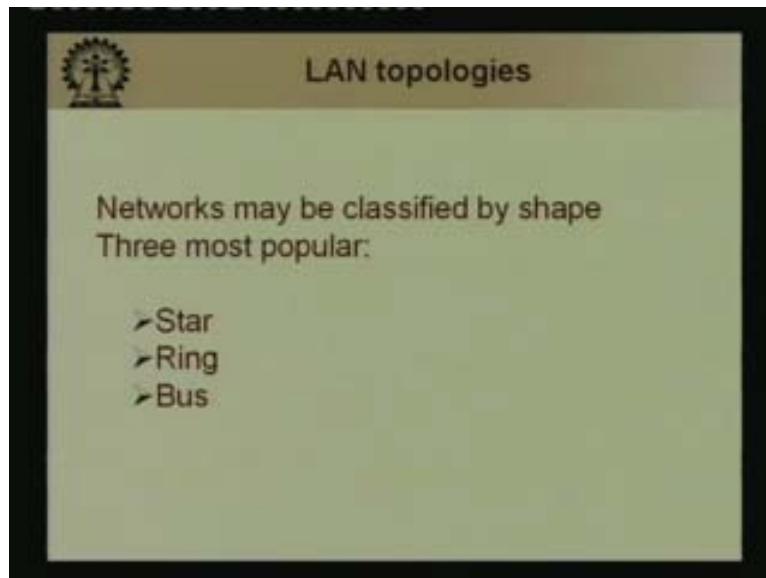 LAN topologies
Networks may be classified by shape
Three most popular:
➢Star
➢Ring
➢Bus